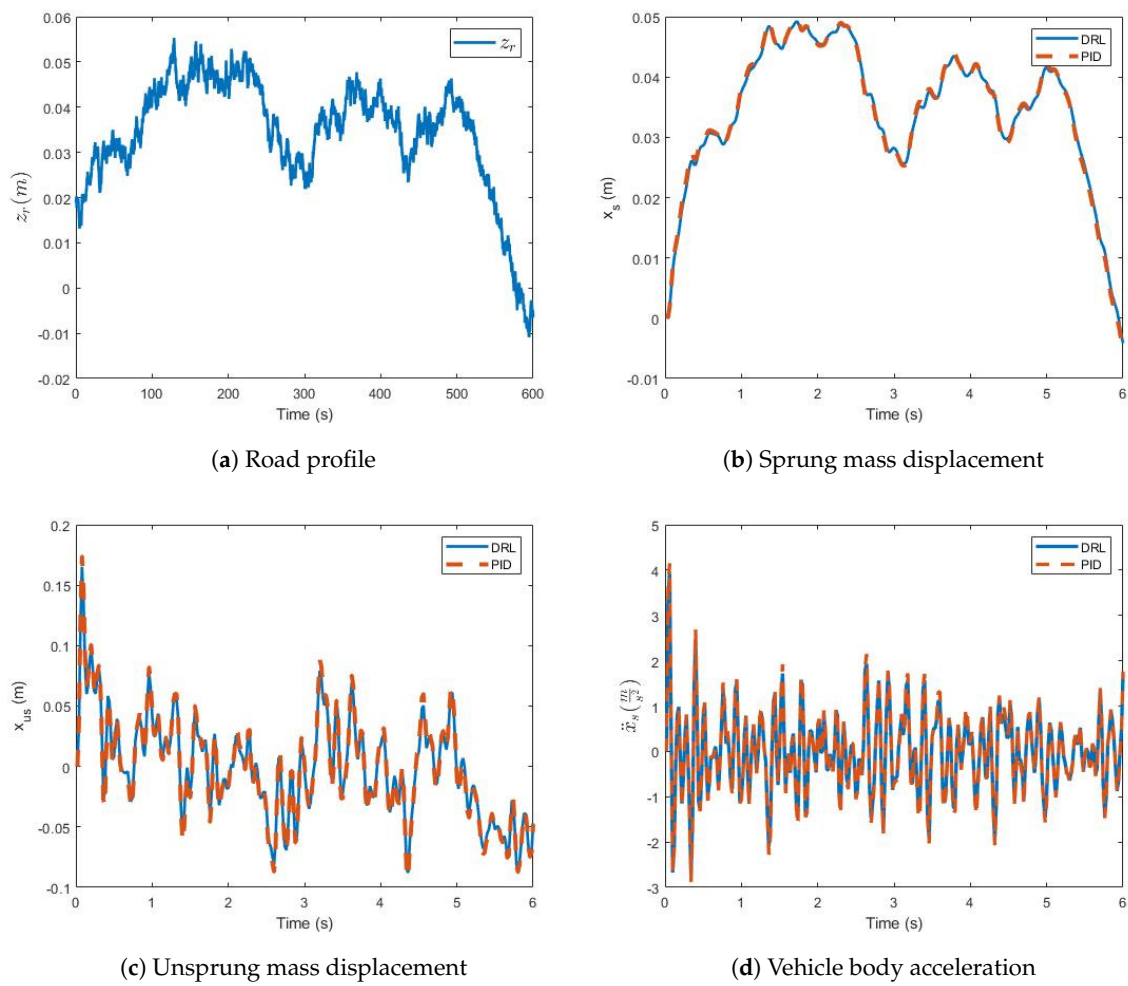 0.06
0.05
0.04
0.03
0.02
0.01
0
-0.01
-0.02
z_r(m)
z_r
0 100 200 300 400 500 600
Time (s)
(a) Road profile
0.05
0.04
0.03
0.02
0.01
0
-0.01
x_s (m)
DRL
PID
0 1 2 3 4 5 6
Time (s)
(b) Sprung mass displacement
0.2
0.15
0.1
0.05
0
-0.05
-0.1
x_us (m)
DRL
PID
0 1 2 3 4 5 6
Time (s)
(c) Unsprung mass displacement
5
4
3
2
1
0
-1
-2
-3
ẍ_s(m/s²)
DRL
PID
0 1 2 3 4 5 6
Time (s)
(d) Vehicle body acceleration